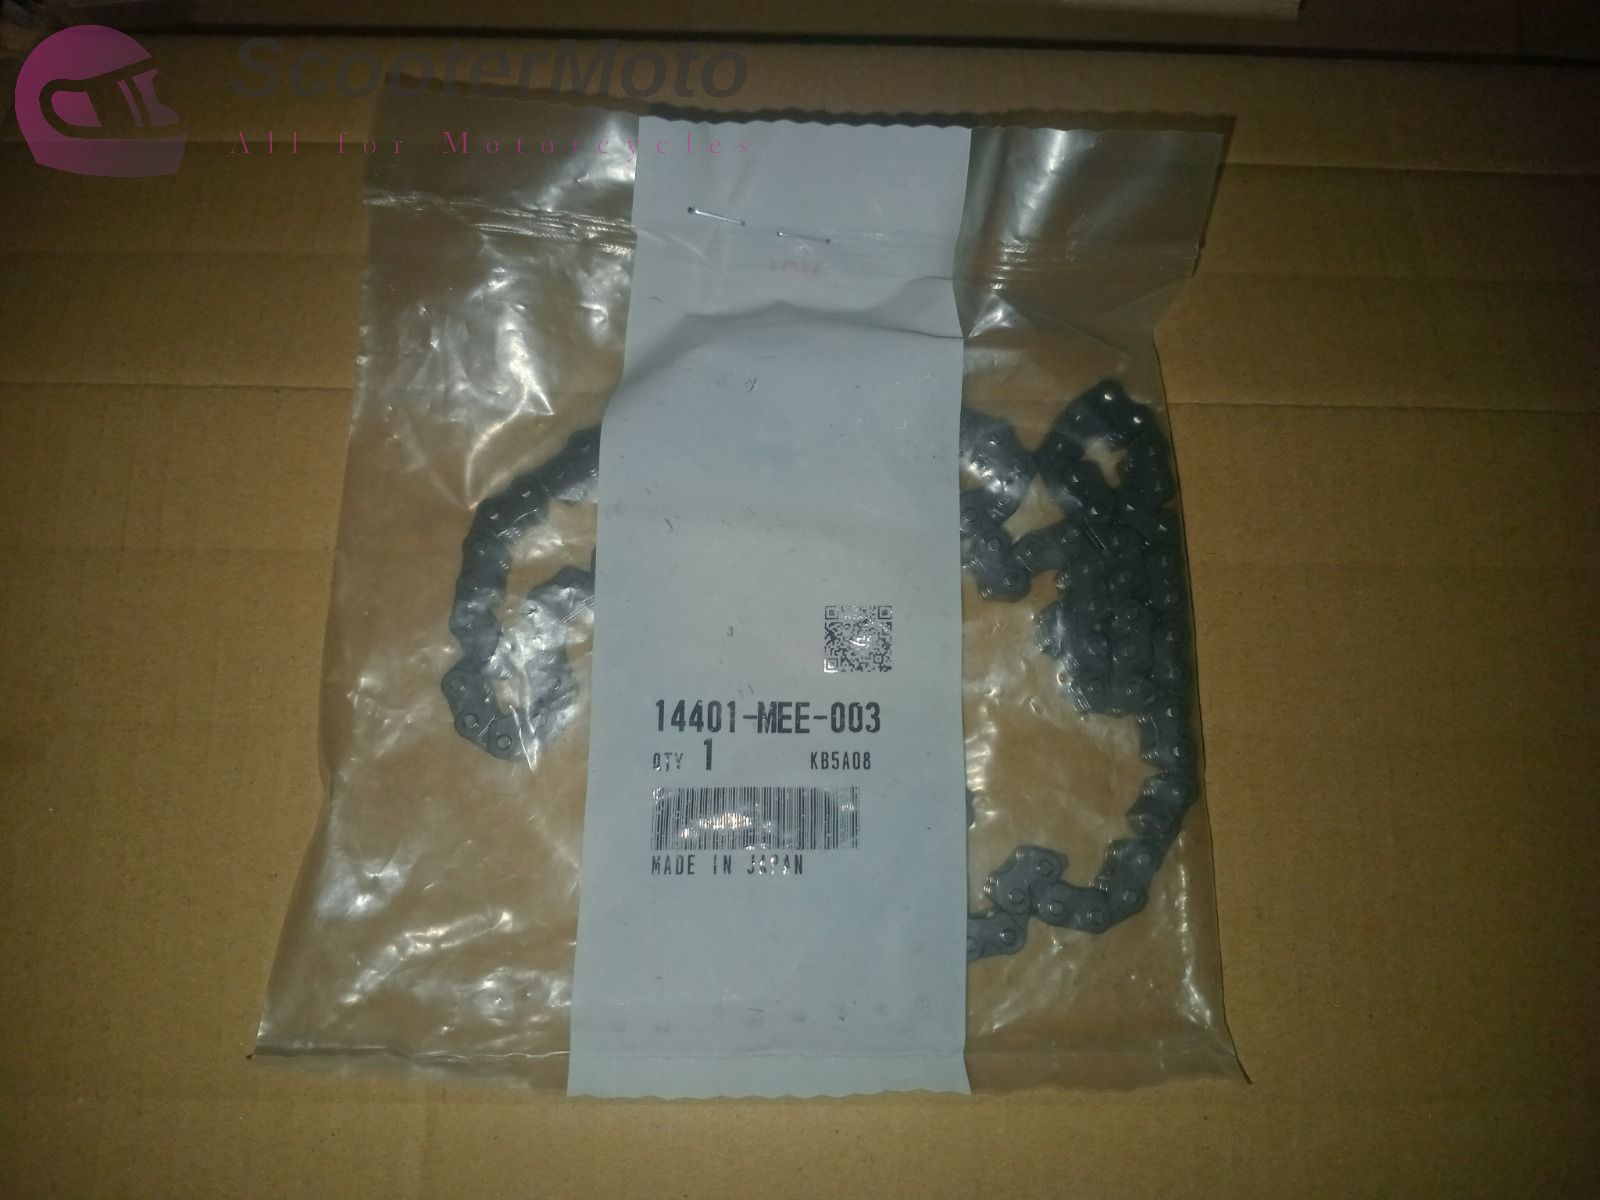 ScooterMoto
All for Motorcycles
14401-MEE-003
QTY 1 KB5A08
MADE IN JAPAN